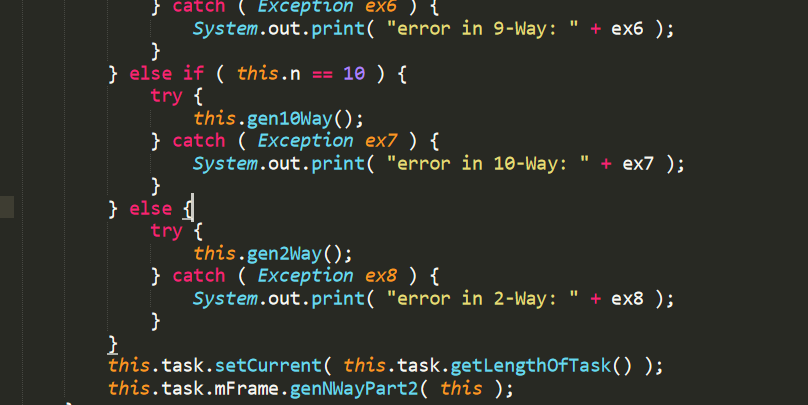 } catch ( Exception ex6 ) {
System.out.print( "error in 9-Way: " + ex6 );
}
} else if ( this.n == 10 ) {
try {
this.gen10Way();
} catch ( Exception ex7 ) {
System.out.print( "error in 10-Way: " + ex7 );
}
} else {
try {
this.gen2Way();
} catch ( Exception ex8 ) {
System.out.print( "error in 2-Way: " + ex8 );
}
}
this.task.setCurrent( this.task.getLengthOfTask() );
this.task.mFrame.genNWayPart2( this );